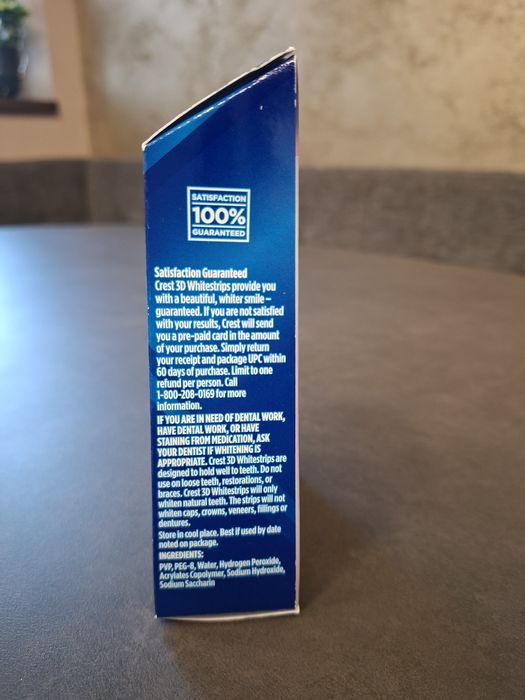 SATISFACTION
100%
GUARANTEED
Satisfaction Guaranteed
Crest 3D Whitestrips provide you
with a beautiful, whiter smile –
guaranteed. If you are not satisfied
with your results, Crest will send
you a pre-paid card in the amount
of your purchase. Simply return
your receipt and package UPC within
60 days of purchase. Limit to one
refund per person. Call
1-800-208-0169 for more
information.
IF YOU ARE IN NEED OF DENTAL WORK,
HAVE DENTAL WORK, OR HAVE
STAINING FROM MEDICATION, ASK
YOUR DENTIST IF WHITENING IS
APPROPRIATE. Crest 3D Whitestrips are
designed to hold well to teeth. Do not
use on loose teeth, restorations, or
braces. Crest 3D Whitestrips will only
whiten natural teeth. The strips will not
whiten caps, crowns, veneers, fillings or
dentures.
Store in cool place. Best if used by date
noted on package.
INGREDIENTS:
PVP, PEG-8, Water, Hydrogen Peroxide,
Acrylates Copolymer, Sodium Hydroxide,
Sodium Saccharin